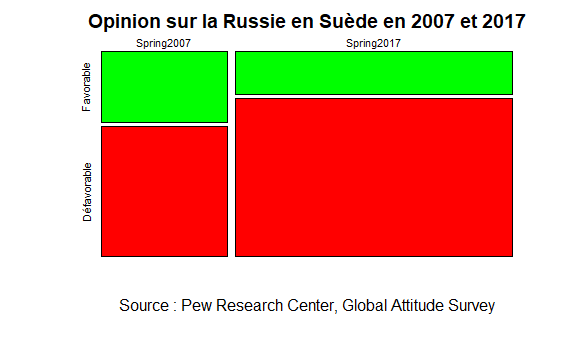 Opinion sur la Russie en Suède en 2007 et 2017
Spring2007
Spring2017
Favorable
Défavorable
Source : Pew Research Center, Global Attitude Survey